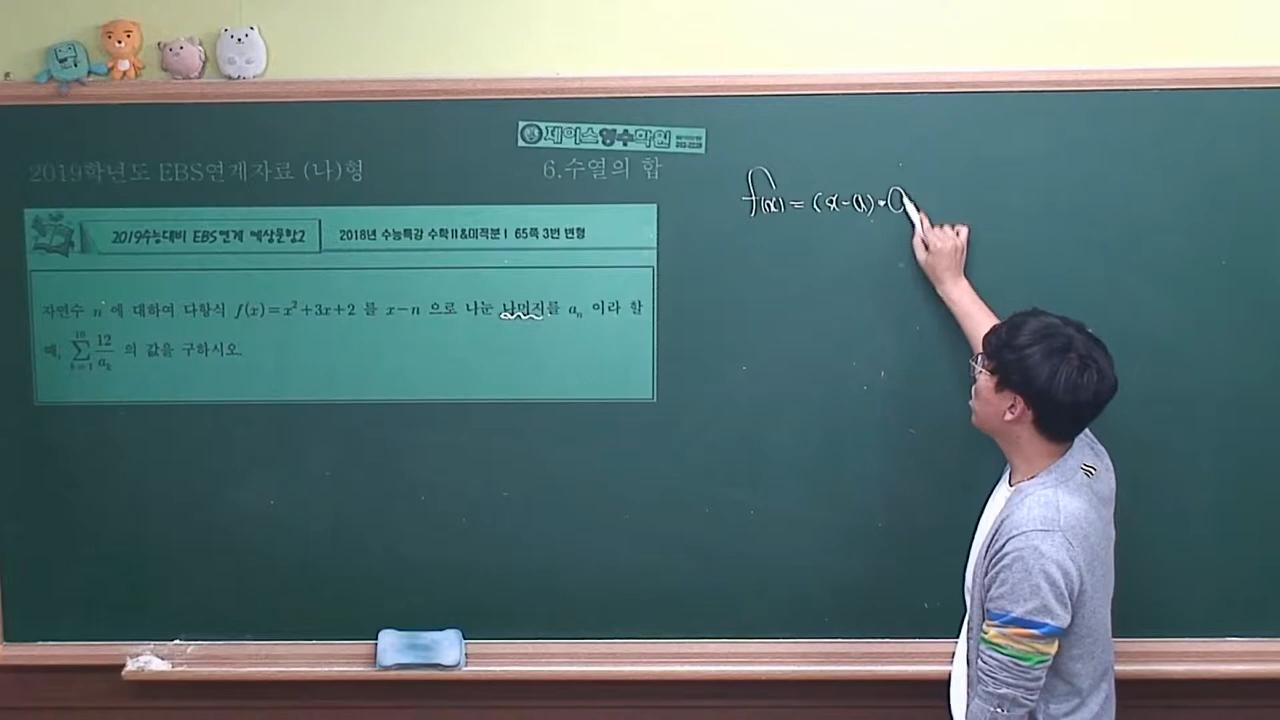 제이스영수학원
2019학년도 EBS연계자료 (나)형 6.수열의 합
2019수능대비 EBS연계 예상문항2 2018년 수능특강 수학Ⅱ&미적분Ⅰ 65쪽 3번 변형
자연수 n 에 대하여 다항식 f(x)=x²+3x+2 를 x-n 으로 나눈 나머지를 aₙ 이라 할
때, ∑_{k=1}^{10} 12/aₖ 의 값을 구하시오.
f(x) = (x-a)·Q